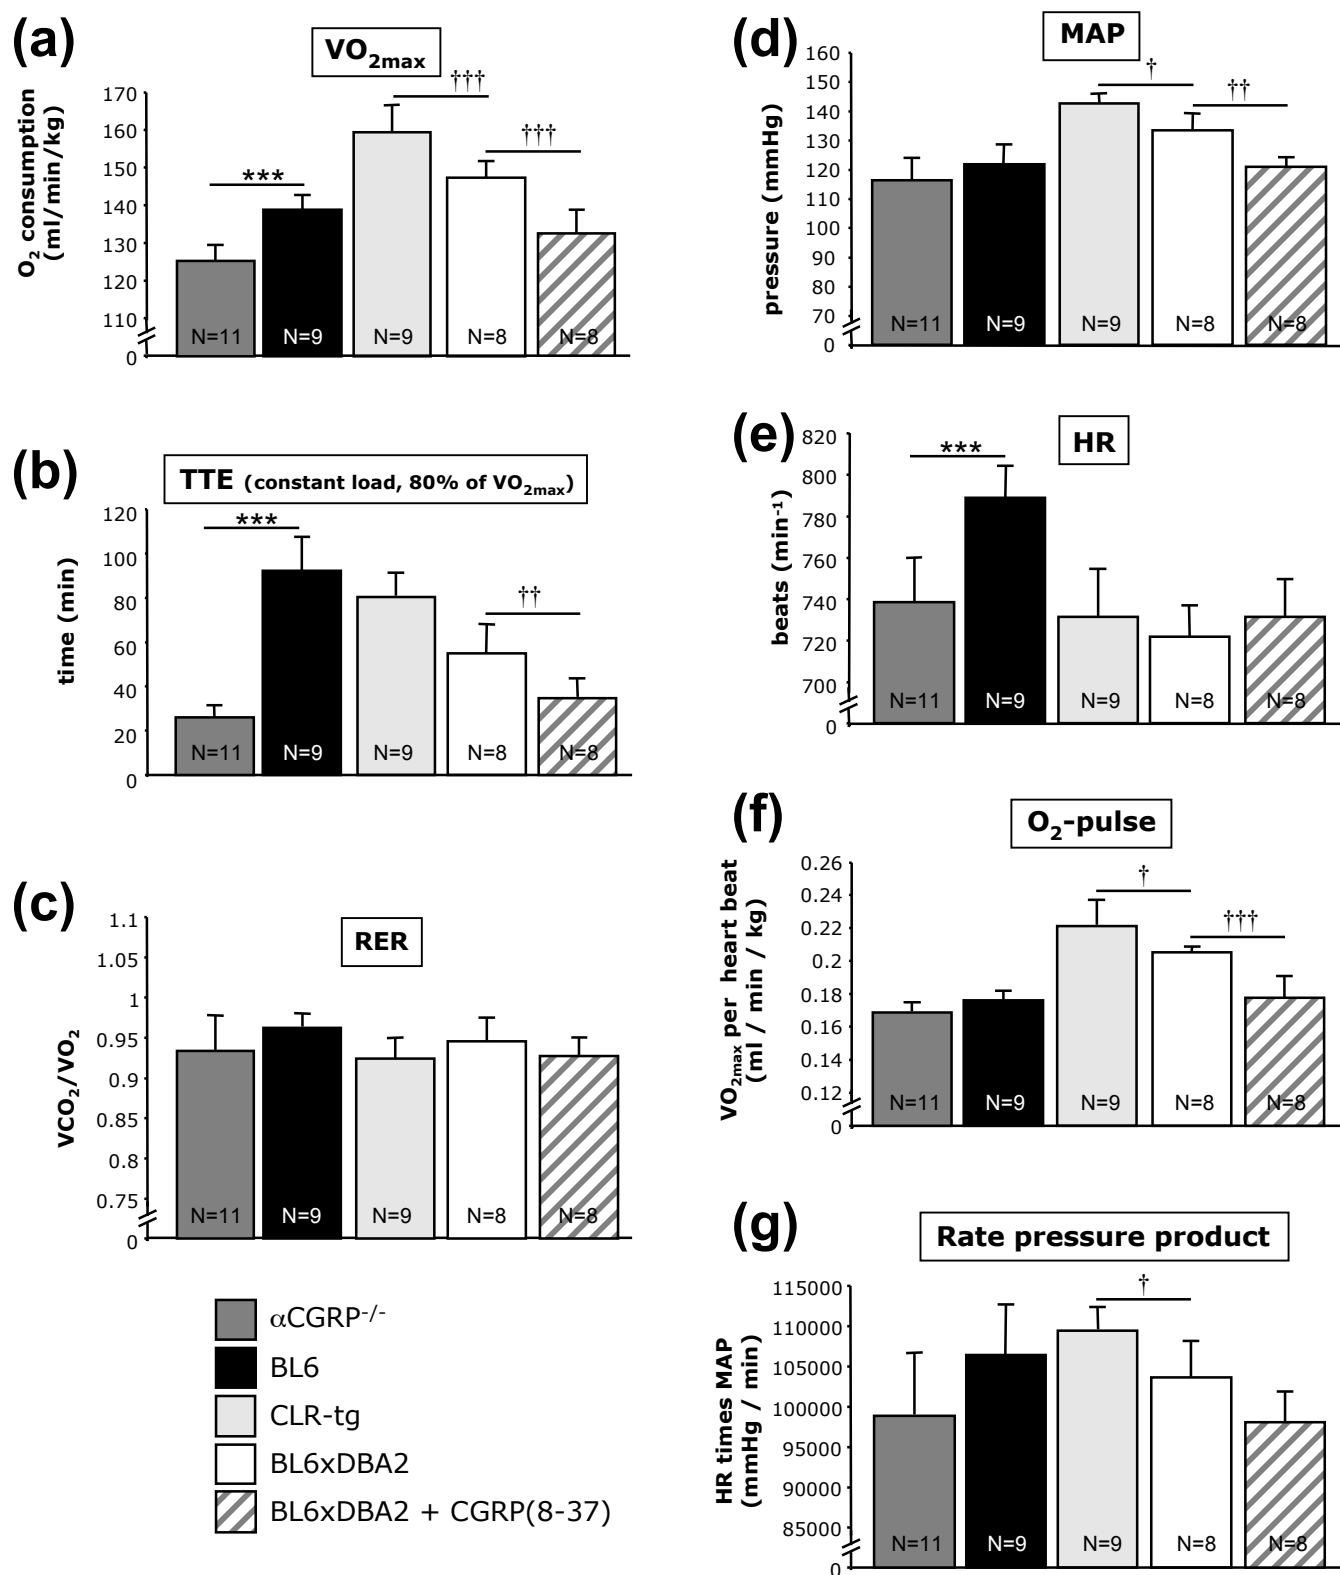 (a)
VO2max
O2 consumption
(ml/min/kg)
170
160
150
140
130
120
110
0
***
†††
†††
N=11
N=9
N=9
N=8
N=8
(b)
TTE (constant load, 80% of VO2max)
time (min)
120
100
80
60
40
20
0
***
††
N=11
N=9
N=9
N=8
N=8
(c)
RER
VCO2/VO2
1.1
1.05
1
0.95
0.9
0.85
0.8
0.75
0
N=11
N=9
N=9
N=8
N=8
αCGRP-/-
BL6
CLR-tg
BL6xDBA2
BL6xDBA2 + CGRP(8-37)
(d)
MAP
pressure (mmHg)
160
150
140
130
120
110
100
90
80
70
0
†
††
N=11
N=9
N=9
N=8
N=8
(e)
HR
beats (min-1)
820
800
780
760
740
720
700
0
***
N=11
N=9
N=9
N=8
N=8
(f)
O2-pulse
VO2max per heart beat
(ml / min / kg)
0.26
0.24
0.22
0.2
0.18
0.16
0.14
0.12
0
†
†††
N=11
N=9
N=9
N=8
N=8
(g)
Rate pressure product
HR times MAP
(mmHg / min)
115000
110000
105000
100000
95000
90000
85000
0
†
N=11
N=9
N=9
N=8
N=8